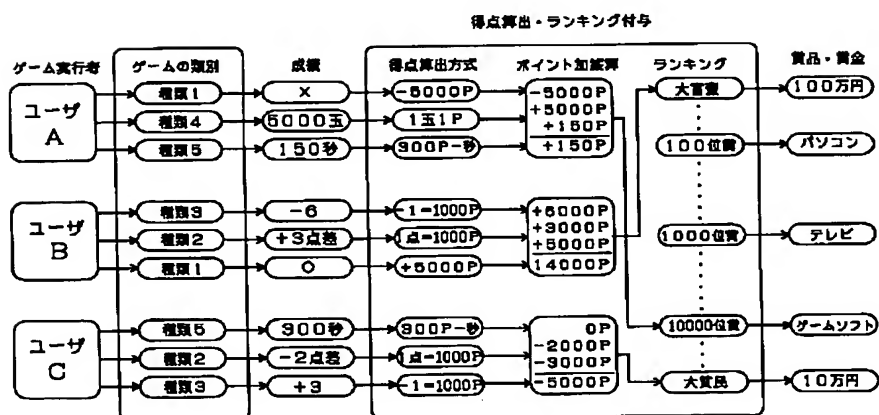 得点算出・ランキング付与
ゲーム実行者 ゲームの類別 成績 得点算出方式 ポイント加減算 ランキング 賞品・賞金
ユーザ
A
種類1 × -5000P -5000P 大富豪 100万円
種類4 5000玉 1玉1P +5000P
種類5 150秒 300P-秒 +150P
+150P
100位賞 パソコン
ユーザ
B
種類3 -6 -1=1000P +6000P
種類2 +3点差 1点=1000P +3000P
種類1 ○ +5000P +5000P
14000P
1000位賞 テレビ
ユーザ
C
種類5 300秒 300P-秒 0P
10000位賞 ゲームソフト
種類2 -2点差 1点=1000P -2000P
種類3 +3 -1=1000P -3000P
-5000P
大貧民 10万円